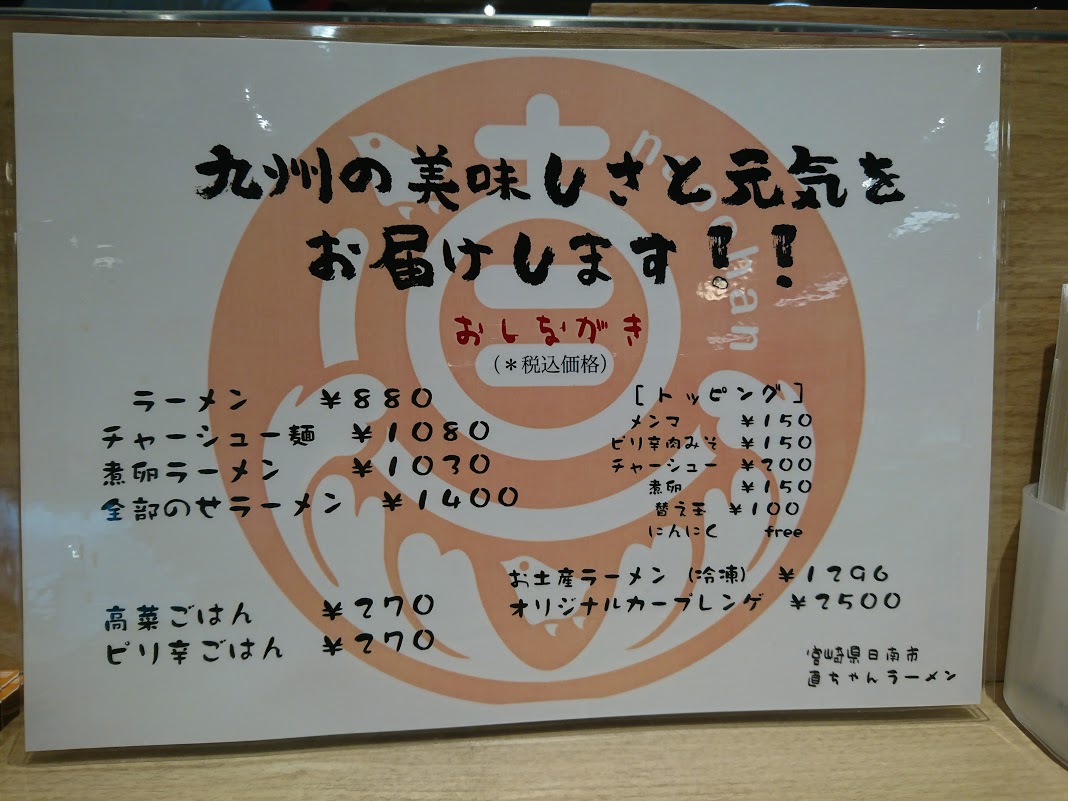 九州の美味しさと元気を
お届けします！！
おしながき
（＊税込価格）
ラーメン ￥880
チャーシュー麺 ￥1080
煮卵ラーメン ￥1030
全部のせラーメン ￥1400
高菜ごはん ￥270
ピリ辛ごはん ￥270
［トッピング］
メンマ ￥150
ピリ辛肉みそ ￥150
チャーシュー ￥200
煮卵 ￥150
替え玉 ￥100
にんにく free
お土産ラーメン（冷凍） ￥1296
オリジナルカープレンゲ ￥2500
宮崎県日南市
直ちゃんラーメン